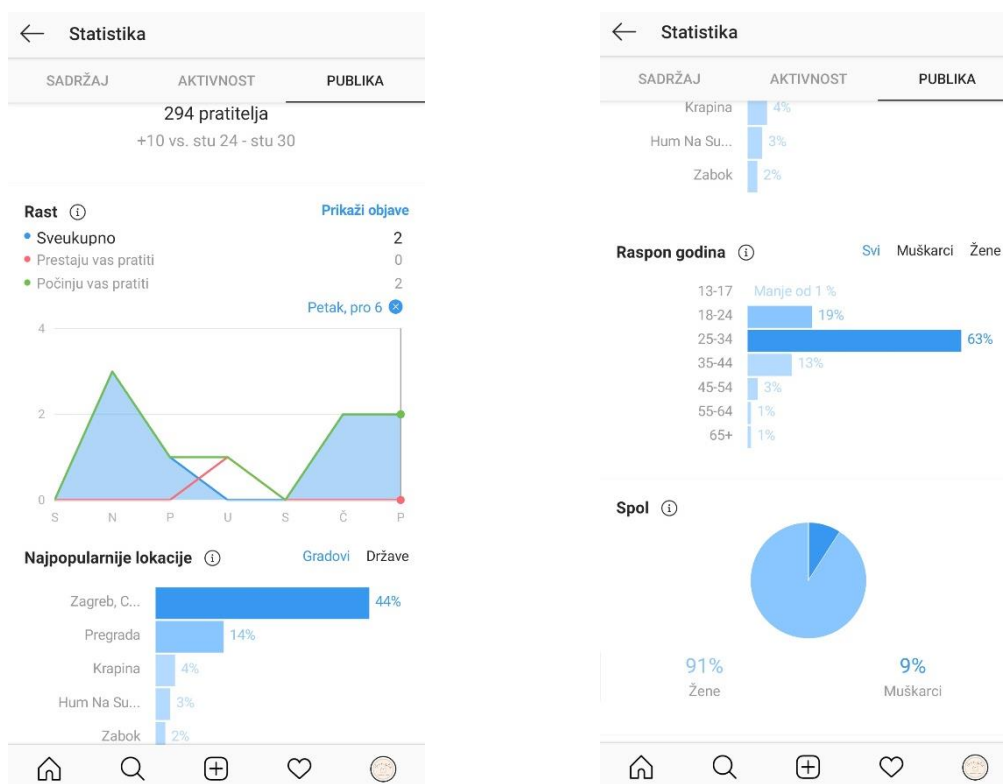 Statistika
SADRŽAJ AKTIVNOST PUBLIKA
294 pratitelja
+10 vs. stu 24 - stu 30
Rast Prikaži objave
Sveukupno 2
Prestaju vas pratiti 0
Počinju vas pratiti 2
Petak, pro 6
4
2
0
S N P U S Č P
Najpopularnije lokacije Gradovi Države
Zagreb, C... 44%
Pregrada 14%
Krapina 4%
Hum Na Su... 3%
Zabok 2%
Statistika
SADRŽAJ AKTIVNOST PUBLIKA
Krapina 4%
Hum Na Su... 3%
Zabok 2%
Raspon godina Svi Muškarci Žene
13-17 Manje od 1 %
18-24 19%
25-34 63%
35-44 13%
45-54 3%
55-64 1%
65+ 1%
Spol
91% 9%
Žene Muškarci